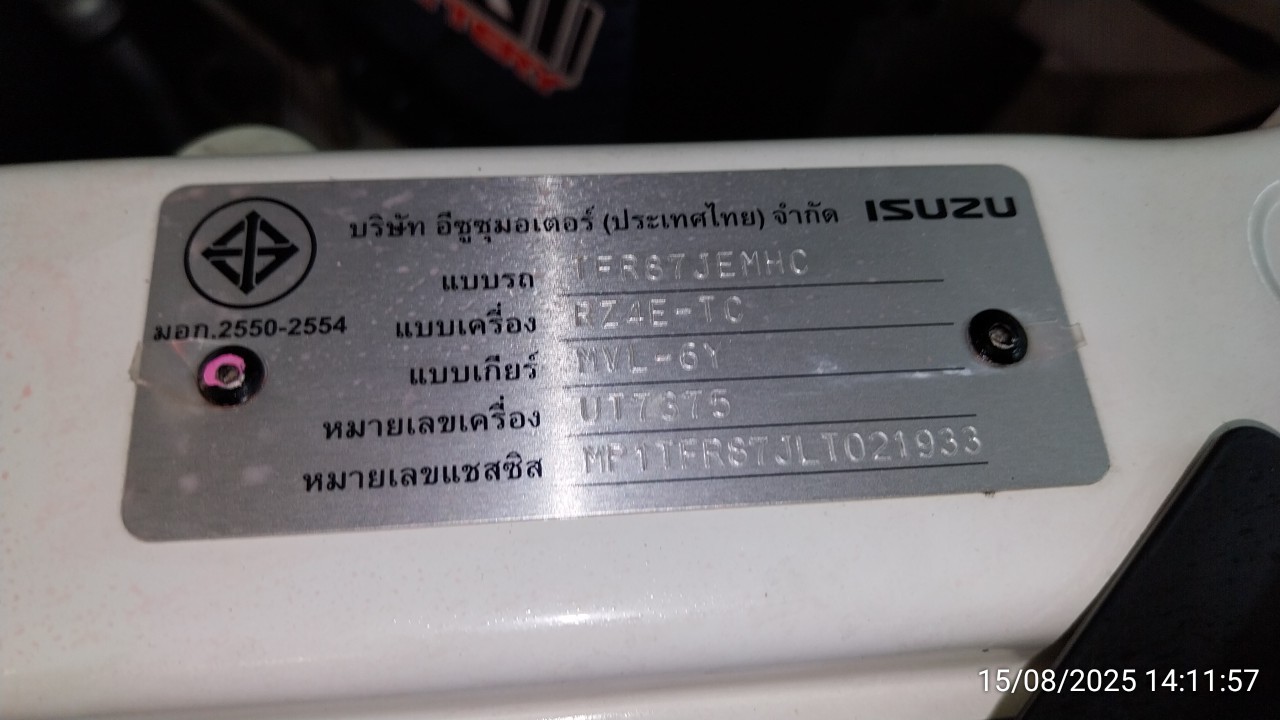 TTERY
บริษัท อีซูซุมอเตอร์ (ประเทศไทย) จำกัด ISUZU
แบบรถ TFR87JEMHC
มอก.2550-2554
แบบเครื่อง RZ4E-TC
แบบเกียร์ MVL-6Y
หมายเลขเครื่อง UT7375
หมายเลขแชสซิส MP1TFR87JLT021933
15/08/2025 14:11:57